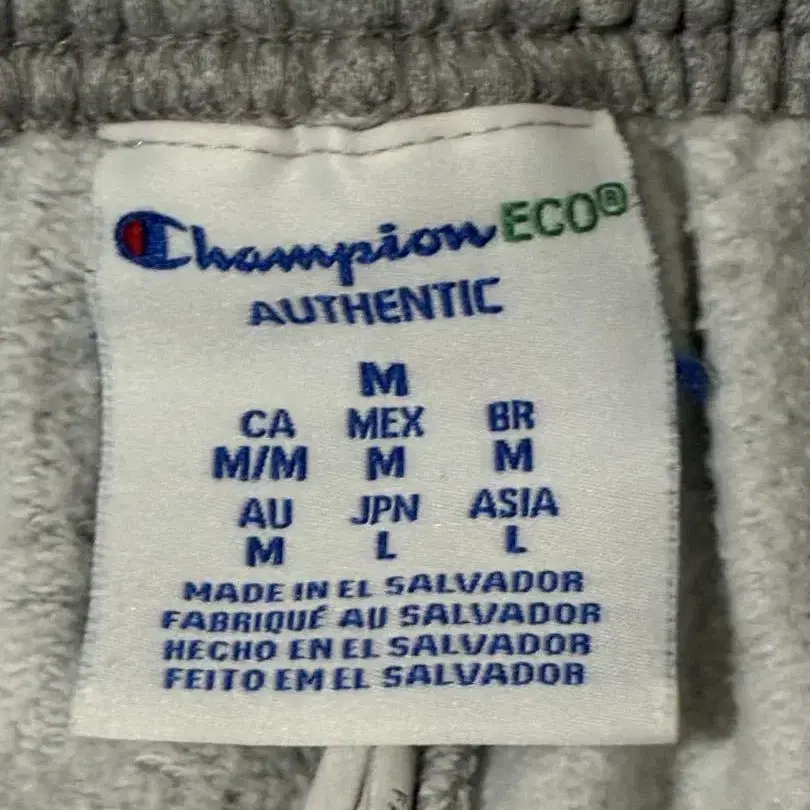 Champion ECO®
AUTHENTIC
M
CA MEX BR
M/M M M
AU JPN ASIA
M L L
MADE IN EL SALVADOR
FABRIQUÉ AU SALVADOR
HECHO EN EL SALVADOR
FEITO EM EL SALVADOR